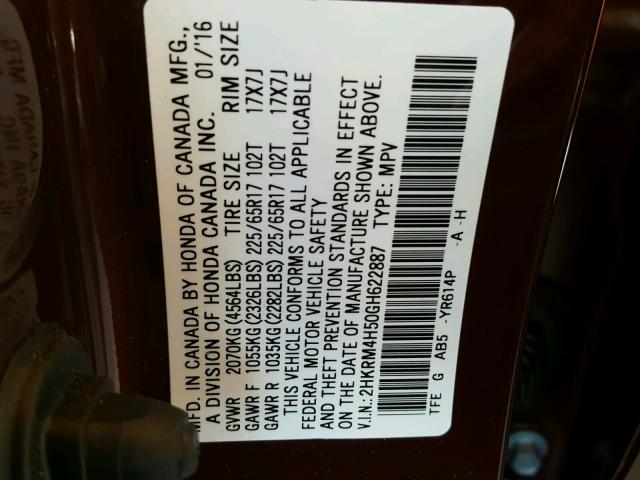 MFD. IN CANADA BY HONDA OF CANADA MFG.,
A DIVISION OF HONDA CANADA INC. 01/'16
GVWR 2070KG(4564LBS) TIRE SIZE RIM SIZE
GAWR F 1055KG(2326LBS) 225/65R17 102T 17X7J
GAWR R 1035KG(2282LBS) 225/65R17 102T 17X7J
THIS VEHICLE CONFORMS TO ALL APPLICABLE
FEDERAL MOTOR VEHICLE SAFETY
AND THEFT PREVENTION STANDARDS IN EFFECT
ON THE DATE OF MANUFACTURE SHOWN ABOVE.
V.I.N.:2HKRM4H50GH622887 TYPE: MPV
TFE G AB5 -YR614P -A -H